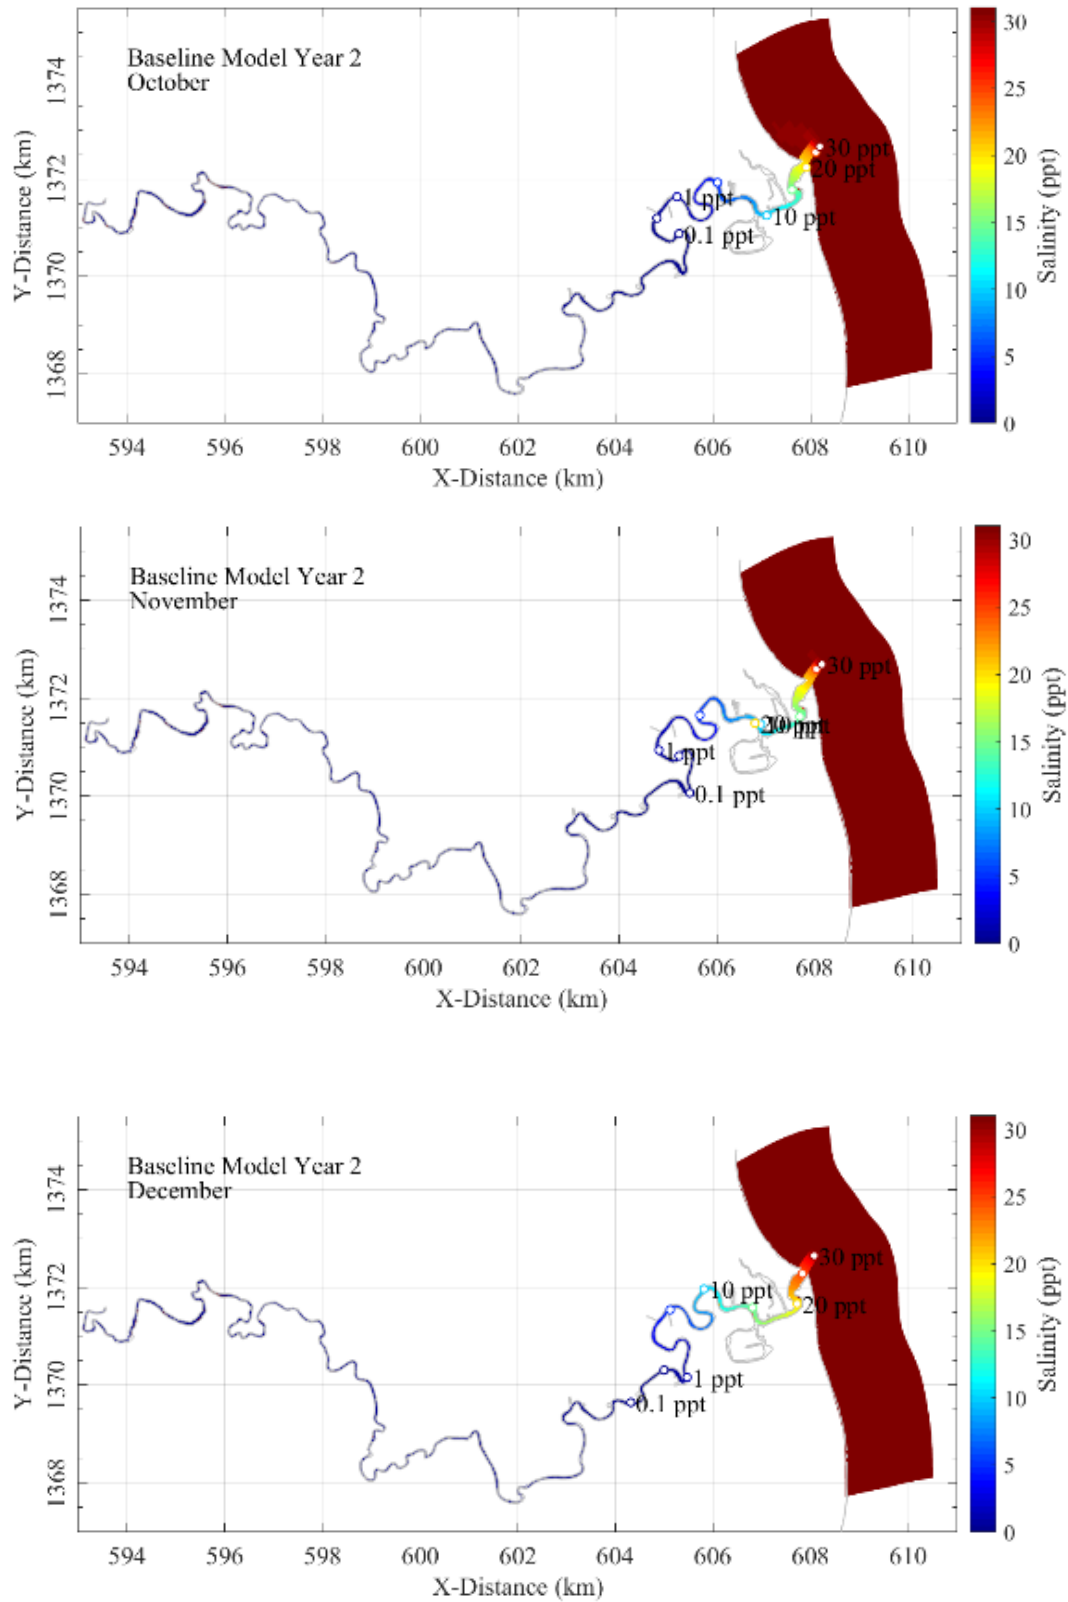 Baseline Model Year 2
October
30 ppt
20 ppt
1 ppt
10 ppt
0.1 ppt
Y-Distance (km)
1374
1372
1370
1368
594 596 598 600 602 604 606 608 610
X-Distance (km)
30
25
20
15
10
5
0
Salinity (ppt)
Baseline Model Year 2
November
30 ppt
20 ppt
1 ppt
0.1 ppt
Y-Distance (km)
1374
1372
1370
1368
594 596 598 600 602 604 606 608 610
X-Distance (km)
30
25
20
15
10
5
0
Salinity (ppt)
Baseline Model Year 2
December
30 ppt
10 ppt
20 ppt
1 ppt
0.1 ppt
Y-Distance (km)
1374
1372
1370
1368
594 596 598 600 602 604 606 608 610
X-Distance (km)
30
25
20
15
10
5
0
Salinity (ppt)